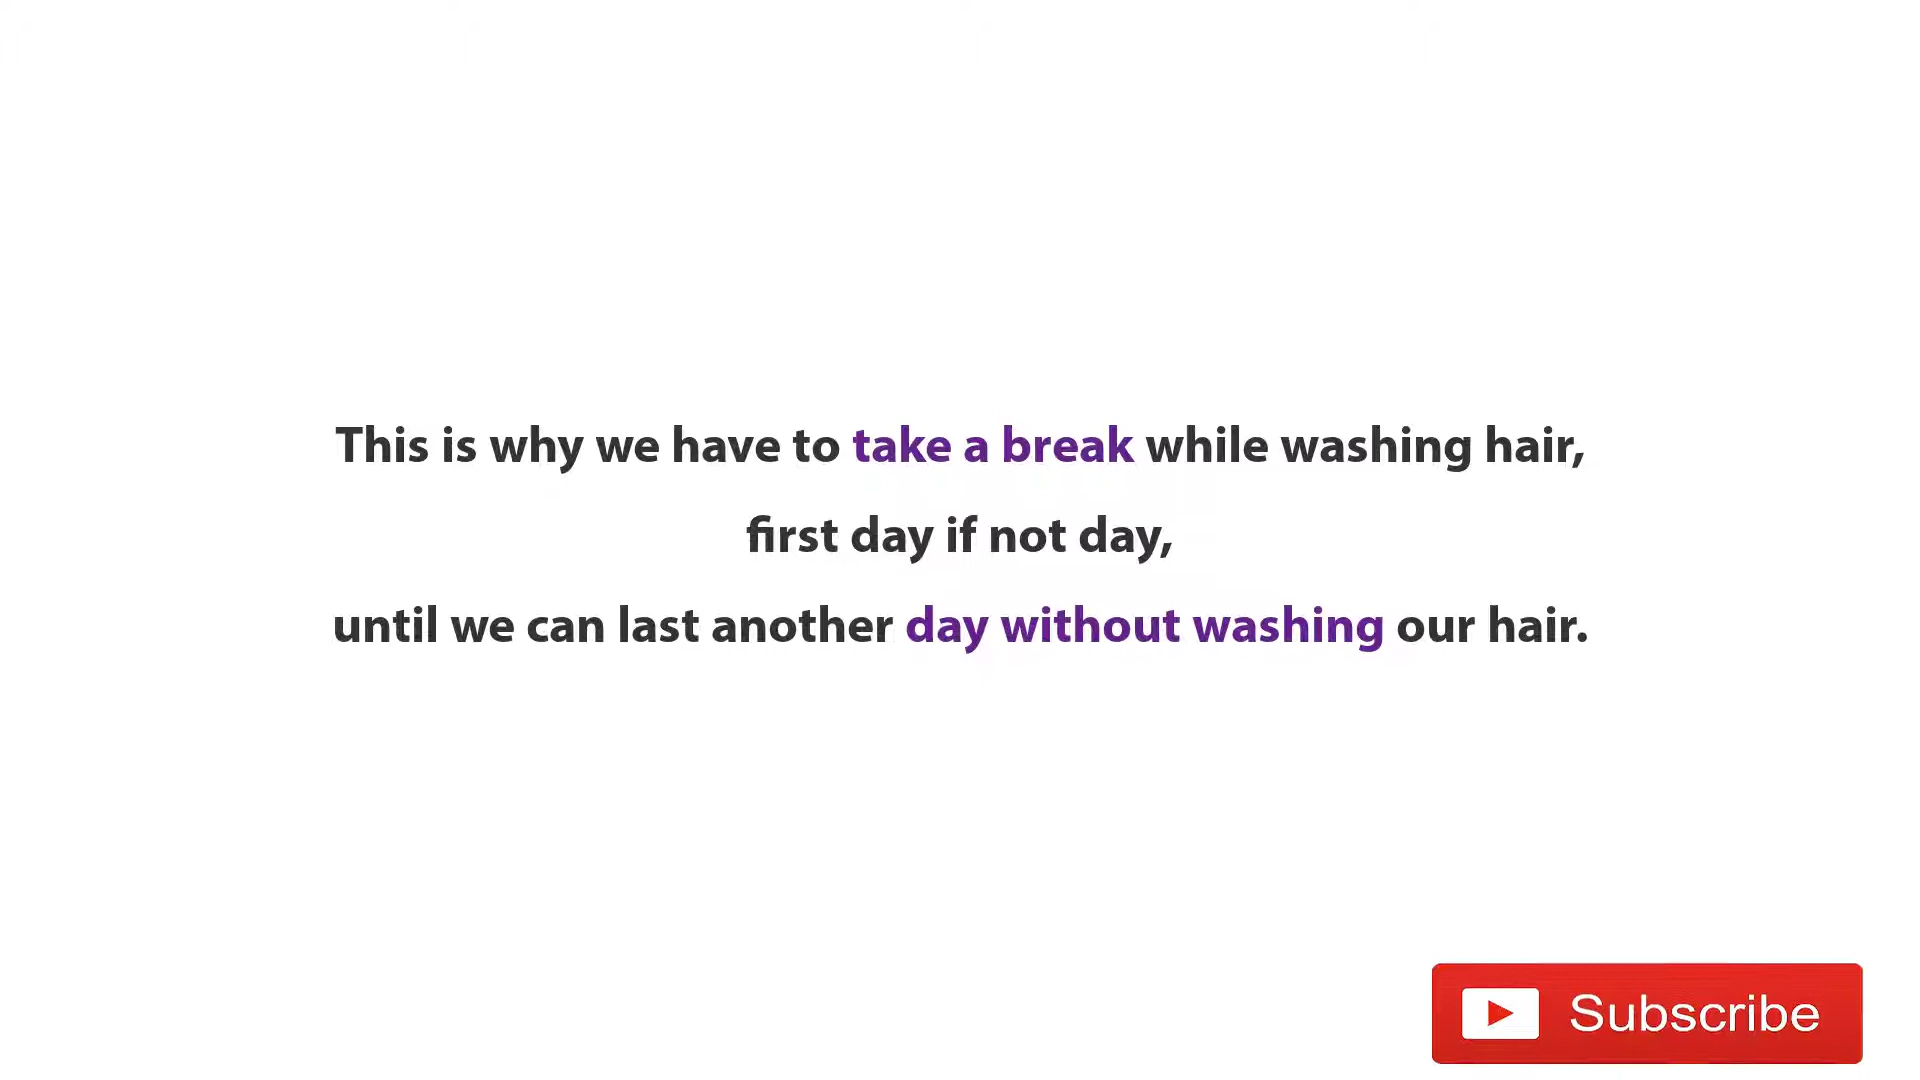 This is why we have to take a break while washing hair,
first day if not day,
until we can last another day without washing our hair.
Subscribe